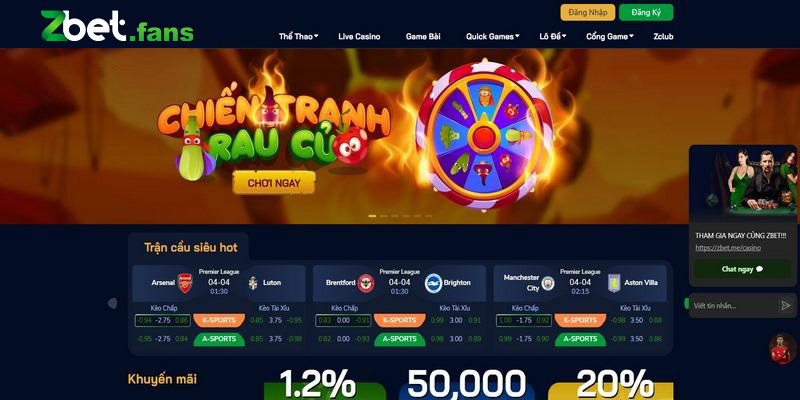 Zbet.fans
Đăng Nhập Đăng Ký
Thể Thao Live Casino Game Bài Quick Games Lô Đề Cổng Game Zclub
CHIẾN TRANH
RAU CỦ
CHƠI NGAY
THAM GIA NGAY CÙNG ZBET!!!
https://zbet.me/casino
Chat ngay
Viết tin nhắn...
Trận cầu siêu hot
Premier League
Arsenal 04-04 Luton
01:30
Kèo Chấp Kèo Tài Xỉu
-0.94 -2.75 0.86 K-SPORTS 0.85 3.75 -0.95
-0.95 -2.75 0.84 A-SPORTS 0.85 3.75 -0.98
Premier League
Brentford 04-04 Brighton
01:30
Kèo Chấp Kèo Tài Xỉu
0.83 0.00 -0.91 K-SPORTS 0.99 3.00 0.91
0.82 0.00 -0.93 A-SPORTS 0.98 3.00 0.89
Premier League
Manchester City 04-04 Aston Villa
02:15
Kèo Chấp Kèo Tài Xỉu
1.00 -1.75 0.92 K-SPORTS -0.98 3.50 0.88
0.99 -1.75 0.90 A-SPORTS -0.99 3.50 0.86
Khuyến mãi
1.2% 50,000 20%